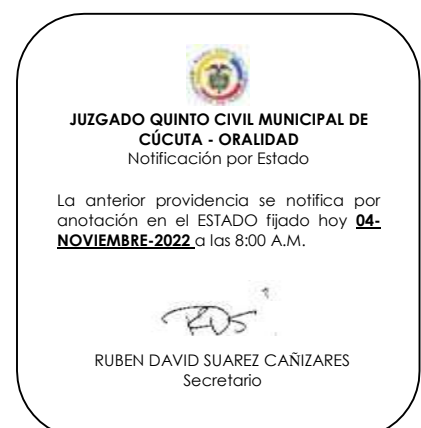 JUZGADO QUINTO CIVIL MUNICIPAL DE
CÚCUTA - ORALIDAD
Notificación por Estado
La anterior providencia se notifica por
anotación en el ESTADO fijado hoy 04-
NOVIEMBRE-2022 a las 8:00 A.M.
RDS
RUBEN DAVID SUAREZ CAÑIZARES
Secretario